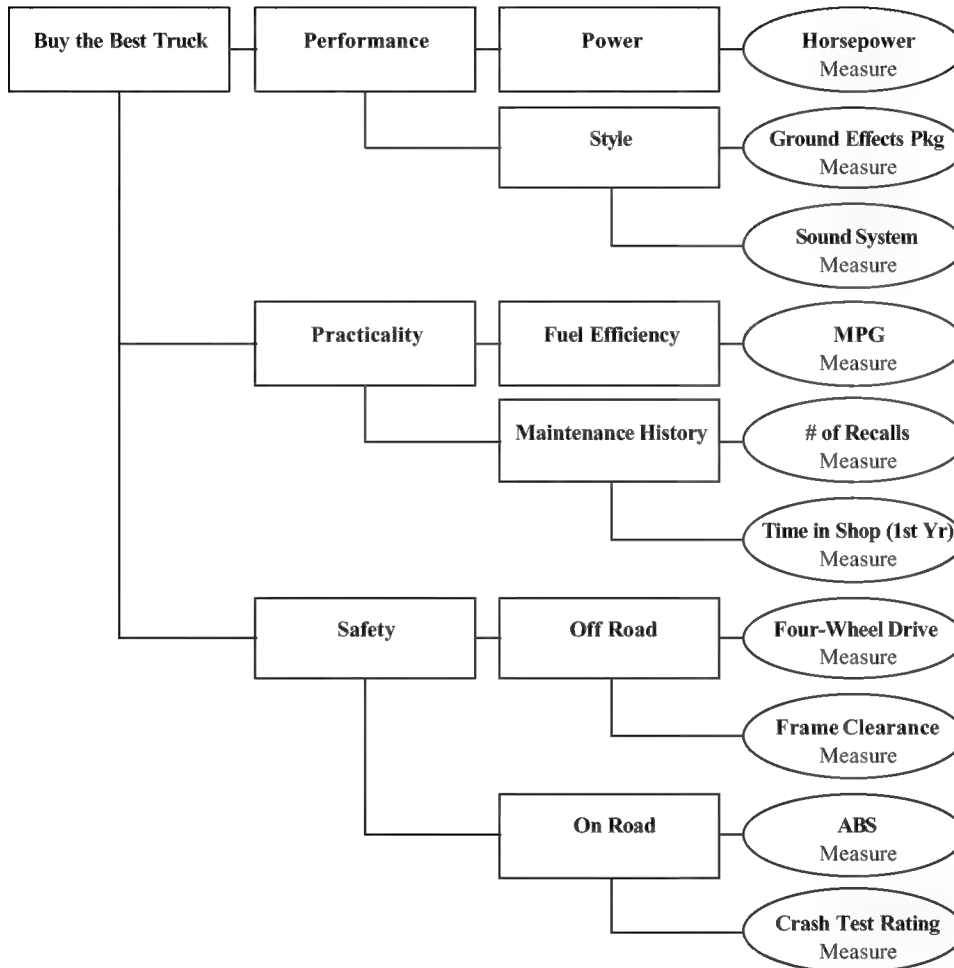 Buy the Best Truck
Performance
Power
Horsepower
Measure
Style
Ground Effects Pkg
Measure
Sound System
Measure
Practicality
Fuel Efficiency
MPG
Measure
Maintenance History
# of Recalls
Measure
Time in Shop (1st Yr)
Measure
Safety
Off Road
Four-Wheel Drive
Measure
Frame Clearance
Measure
On Road
ABS
Measure
Crash Test Rating
Measure